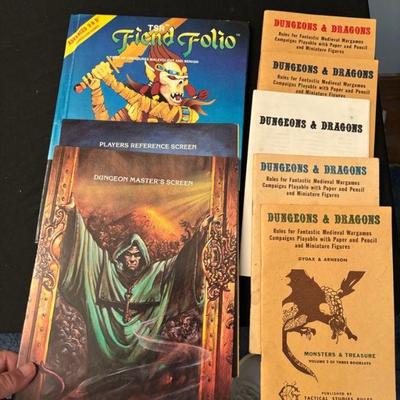 TSR
Fiend Folio™
PLAYERS REFERENCE SCREEN
DUNGEON MASTER'S SCREEN
DUNGEONS & DRAGONS
Rules for Fantastic Medieval Wargames
Campaigns Playable with Paper and Pencil
and Miniature Figures
DUNGEONS & DRAGONS
Rules for Fantastic Medieval Wargames
Campaigns Playable with Paper and Pencil
and Miniature Figures
DUNGEONS & DRAGONS
DUNGEONS & DRAGONS
Rules for Fantastic Medieval Wargames
Campaigns Playable with Paper and Pencil
and Miniature Figures
DUNGEONS & DRAGONS
Rules for Fantastic Medieval Wargames
Campaigns Playable with Paper and Pencil
and Miniature Figures
GYGAX & ARNESON
MONSTERS & TREASURE
VOLUME 2 OF THREE BOOKLETS
PUBLISHED BY
TACTICAL STUDIES RULES